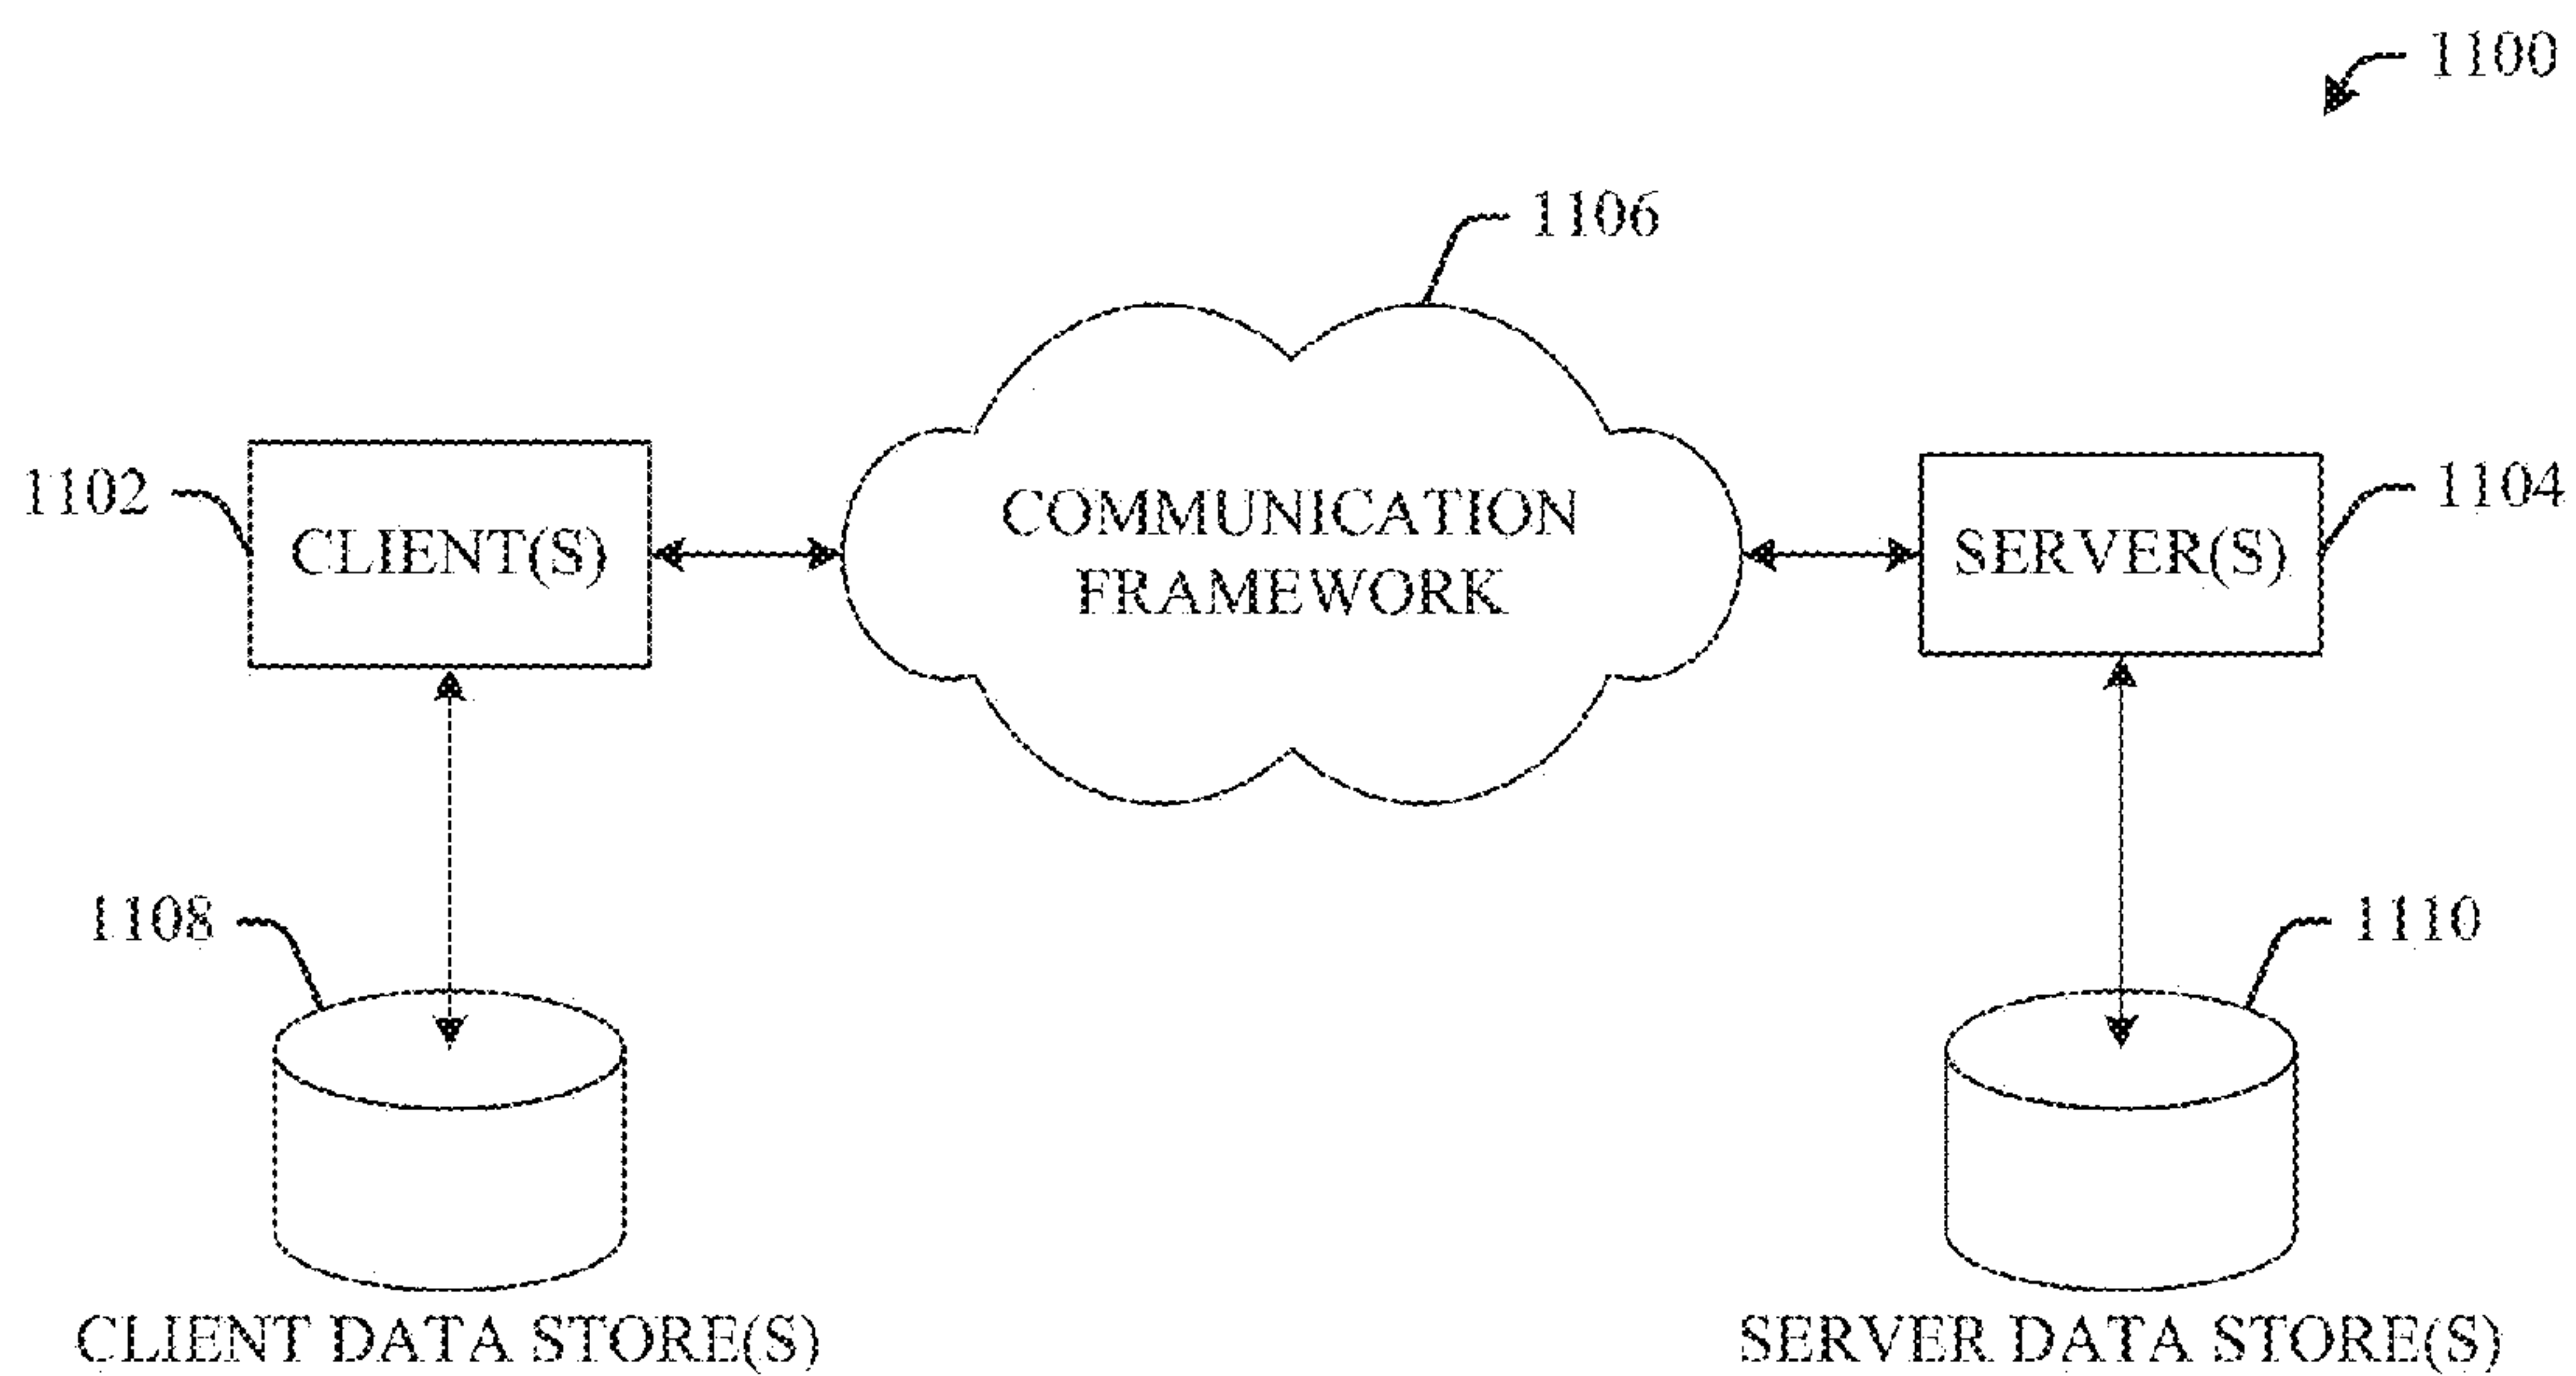 1100
1106
1102
CLIENT(S)
COMMUNICATION
FRAMEWORK
SERVER(S)
1104
1108
1110
CLIENT DATA STORE(S)
SERVER DATA STORE(S)